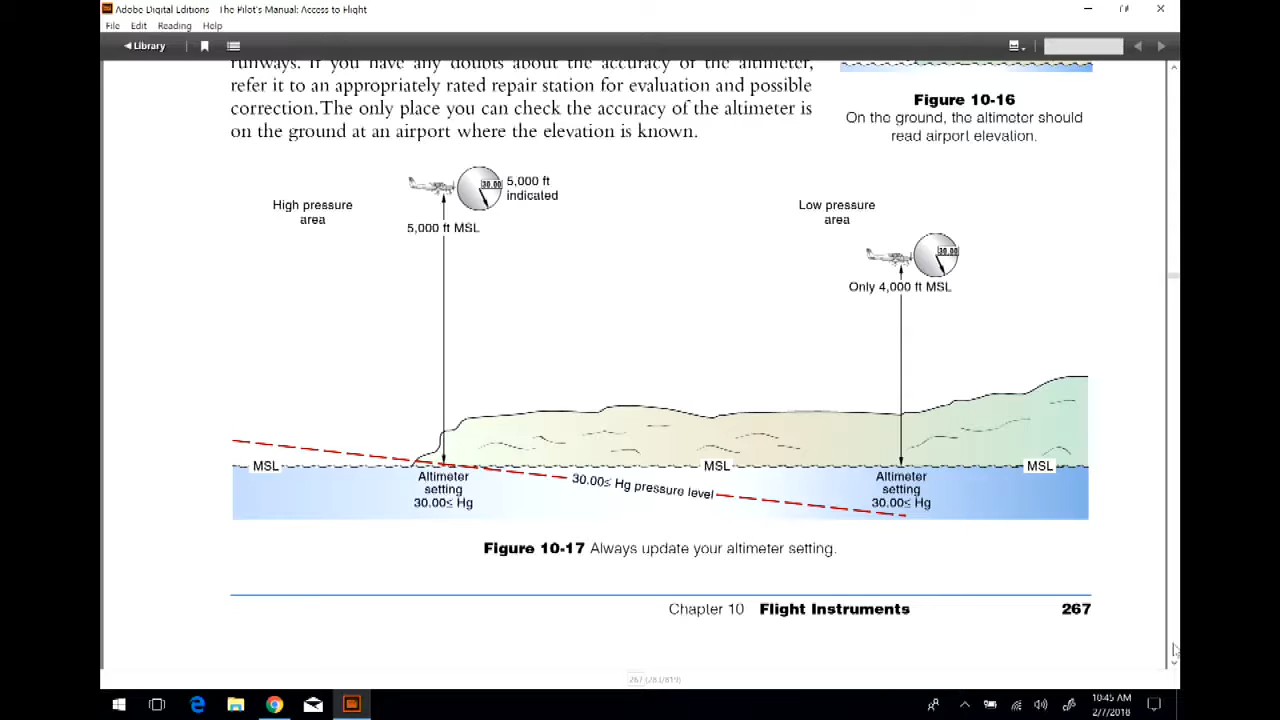 Adobe Digital Editions - The Pilot's Manual: Access to Flight
File Edit Reading Help
Library
runways. If you have any doubts about the accuracy of the altimeter,
refer it to an appropriately rated repair station for evaluation and possible
correction. The only place you can check the accuracy of the altimeter is
on the ground at an airport where the elevation is known.
Figure 10-16
On the ground, the altimeter should
read airport elevation.
High pressure
area
30.00
5,000 ft
indicated
5,000 ft MSL
Low pressure
area
30.00
Only 4,000 ft MSL
MSL
MSL
MSL
Altimeter
setting
30.00≤ Hg
30.00≤ Hg pressure level
Altimeter
setting
30.00≤ Hg
Figure 10-17 Always update your altimeter setting.
Chapter 10 Flight Instruments 267
267 (283/819)
10:45 AM
2/7/2018